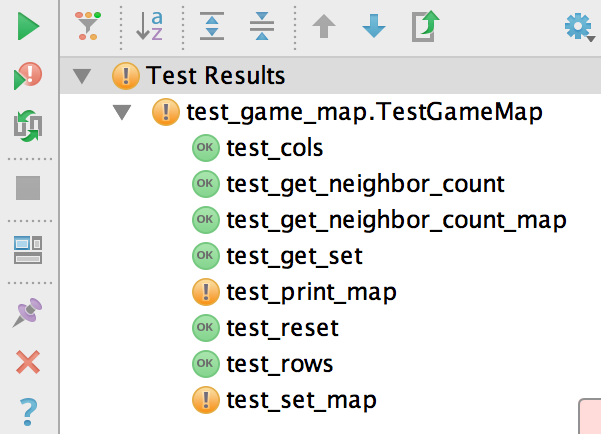 a
z
Test Results
test_game_map.TestGameMap
OK test_cols
OK test_get_neighbor_count
OK test_get_neighbor_count_map
OK test_get_set
! test_print_map
OK test_reset
OK test_rows
! test_set_map
?